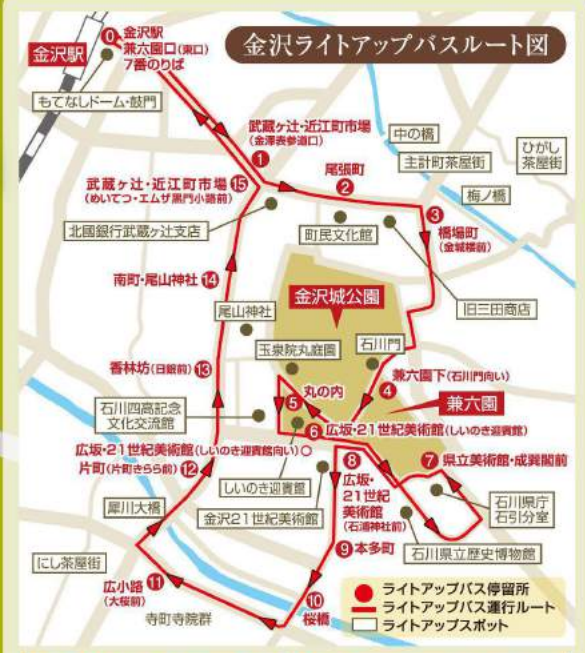 金沢ライトアップバスルート図
金沢駅
0
金沢駅
兼六園口(東口)
7番のりば
もてなしドーム・鼓門
武蔵ヶ辻・近江町市場
(金澤表参道口)
1
尾張町
2
中の橋
主計町茶屋街
ひがし
茶屋街
梅ノ橋
武蔵ヶ辻・近江町市場
15
(めいてつ・エムザ黒門小路前)
3
橋場町
(金城楼前)
北國銀行武蔵ヶ辻支店
町民文化館
旧三田商店
南町・尾山神社
14
金沢城公園
尾山神社
玉泉院丸庭園
石川門
香林坊(日銀前)
13
丸の内
5
4
兼六園下(石川門向い)
兼六園
石川四高記念
文化交流館
6
広坂・21世紀美術館(しいのき迎賓館)
広坂・21世紀美術館(しいのき迎賓館向い)
片町(片町きらら前)
12
しいのき迎賓館
8
広坂・
21世紀
美術館
(石浦神社前)
7
県立美術館・成巽閣前
犀川大橋
金沢21世紀美術館
石川県庁
石引分室
石川県立歴史博物館
9
本多町
にし茶屋街
11
広小路
(大桜前)
10
桜橋
寺町寺院群
ライトアップバス停留所
ライトアップバス運行ルート
ライトアップスポット